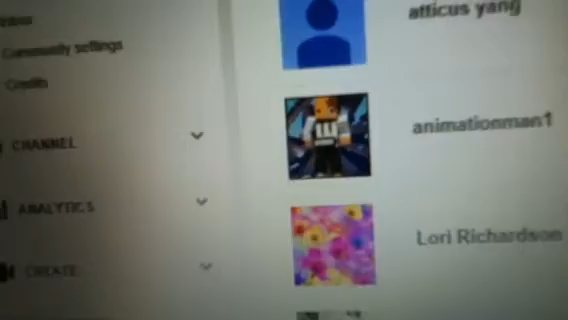 Community settings
Credits
CHANNEL
ANALYTICS
CREATE
atticus yang
animationman1
Lori Richardson